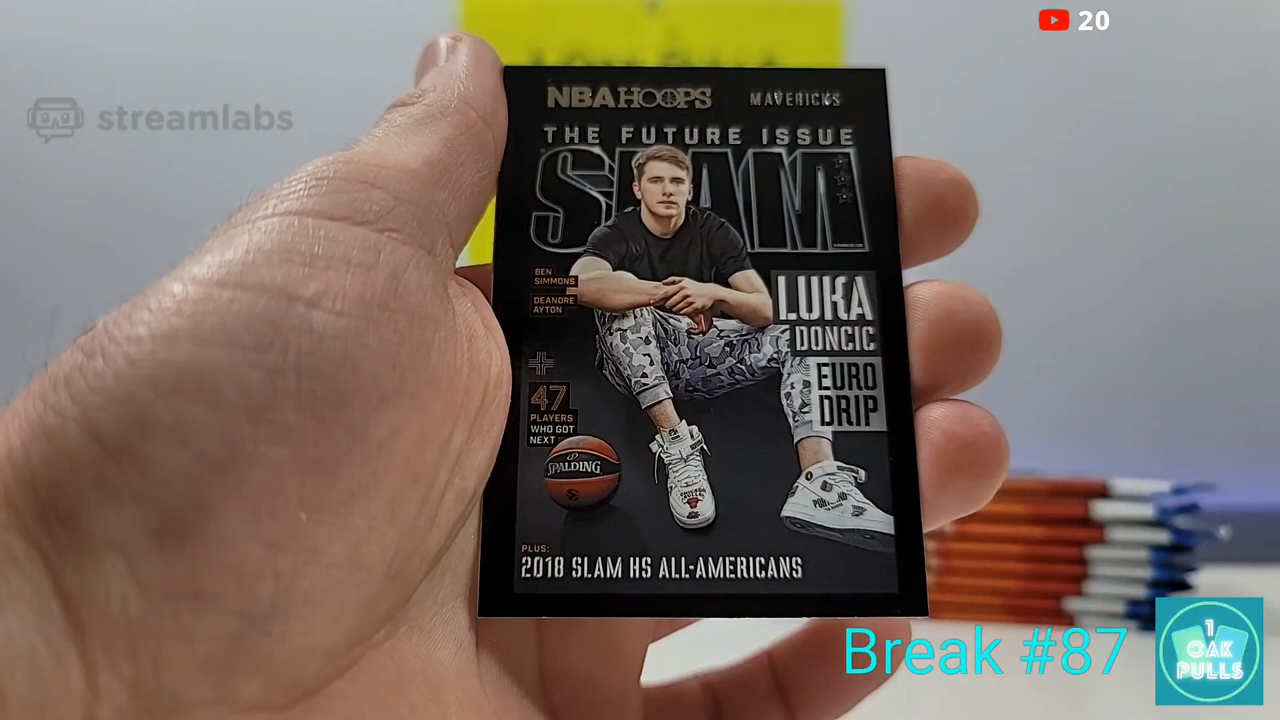 20
streamlabs
NBA HOOPS
MAVERICKS
THE FUTURE ISSUE
SLAM
BEN
SIMMONS
DEANDRE
AYTON
LUKA
DONCIC
EURO
DRIP
47
PLAYERS
WHO GOT
NEXT
SPALDING
PLUS:
2018 SLAM HS ALL-AMERICANS
Break #87
1
OAK
PULLS